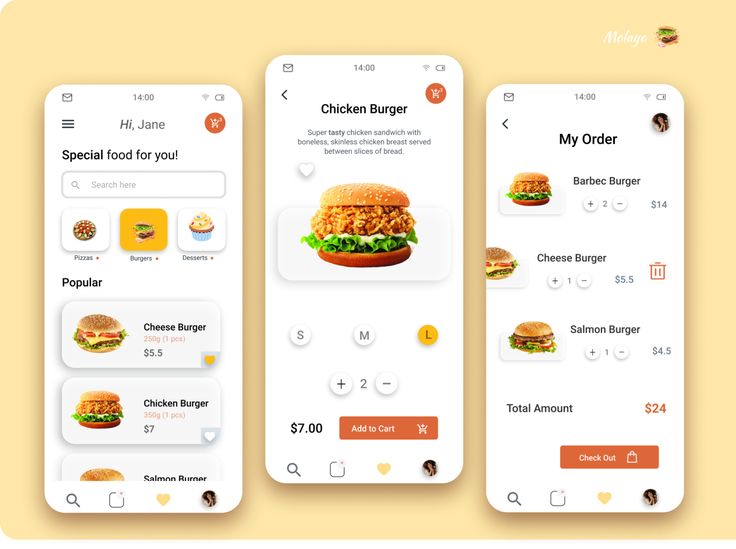 Molaye
14:00
Hi, Jane
3
Special food for you!
Search here
Pizzas
Burgers
Desserts
Popular
Cheese Burger
250g (1 pcs)
$5.5
Chicken Burger
350g (1 pcs)
$7
Salmon Burger
14:00
3
Chicken Burger
Super tasty chicken sandwich with
boneless, skinless chicken breast served
between slices of bread.
S M L
+ 2 −
$7.00 Add to Cart
14:00
My Order
Barbec Burger
+ 2 − $14
Cheese Burger
+ 1 − $5.5
Salmon Burger
+ 1 − $4.5
Total Amount $24
Check Out